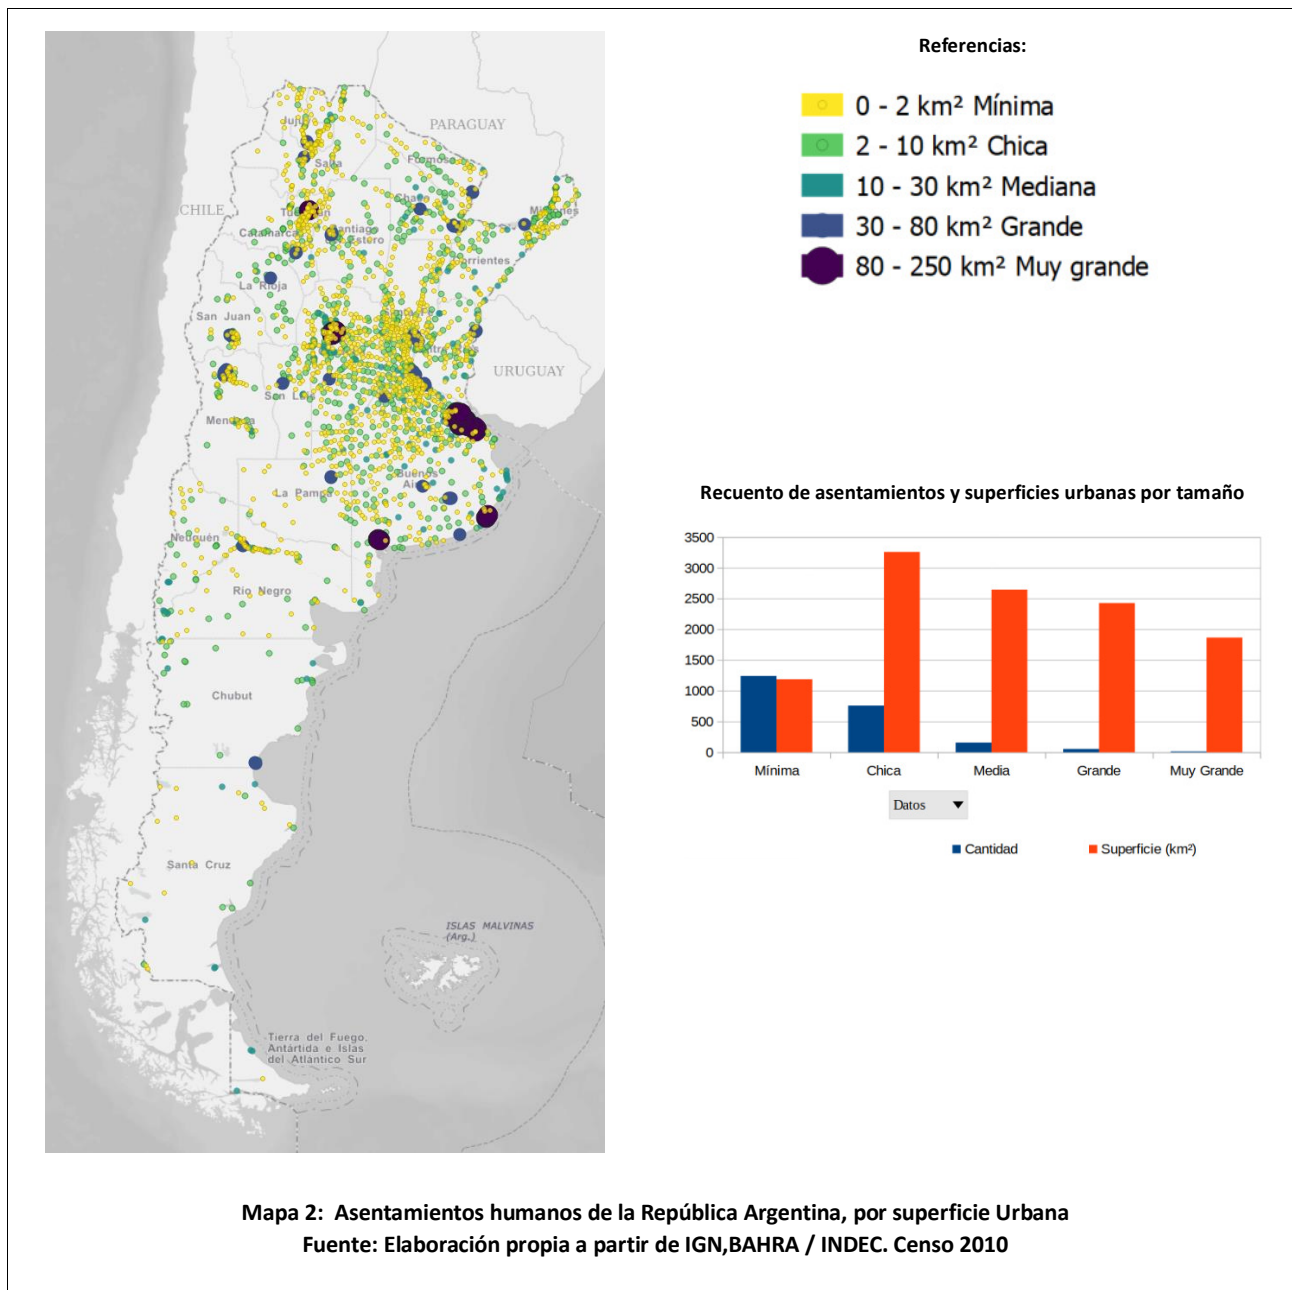 Referencias:
0 - 2 km² Mínima
2 - 10 km² Chica
10 - 30 km² Mediana
30 - 80 km² Grande
80 - 250 km² Muy grande
PARAGUAY
Salta
Formosa
CHILE
Misiones
Catamarca
Santiago
del Estero
La Rioja
San Juan
URUGUAY
San Luis
Mendoza
Buenos
La Pampa
Neuquén
Río Negro
Chubut
Santa Cruz
ISLAS MALVINAS
(Arg.)
Tierra del Fuego,
Antártida e Islas
del Atlántico Sur
Recuento de asentamientos y superficies urbanas por tamaño
3500
3000
2500
2000
1500
1000
500
0
Mínima Chica Media Grande Muy Grande
Datos
Cantidad Superficie (km²)
Mapa 2: Asentamientos humanos de la República Argentina, por superficie Urbana
Fuente: Elaboración propia a partir de IGN,BAHRA / INDEC. Censo 2010